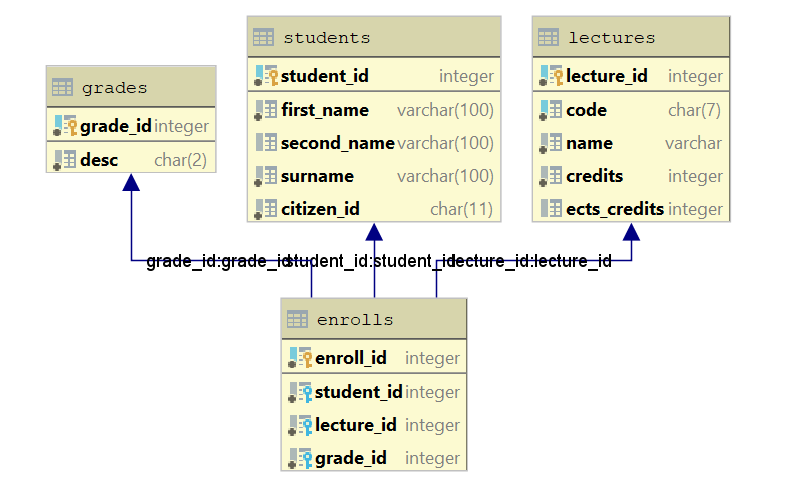 students
student_id integer
first_name varchar(100)
second_name varchar(100)
surname varchar(100)
citizen_id char(11)
lectures
lecture_id integer
code char(7)
name varchar
credits integer
ects_credits integer
grades
grade_id integer
desc char(2)
grade_id:grade_id
student_id:student_id
lecture_id:lecture_id
enrolls
enroll_id integer
student_id integer
lecture_id integer
grade_id integer